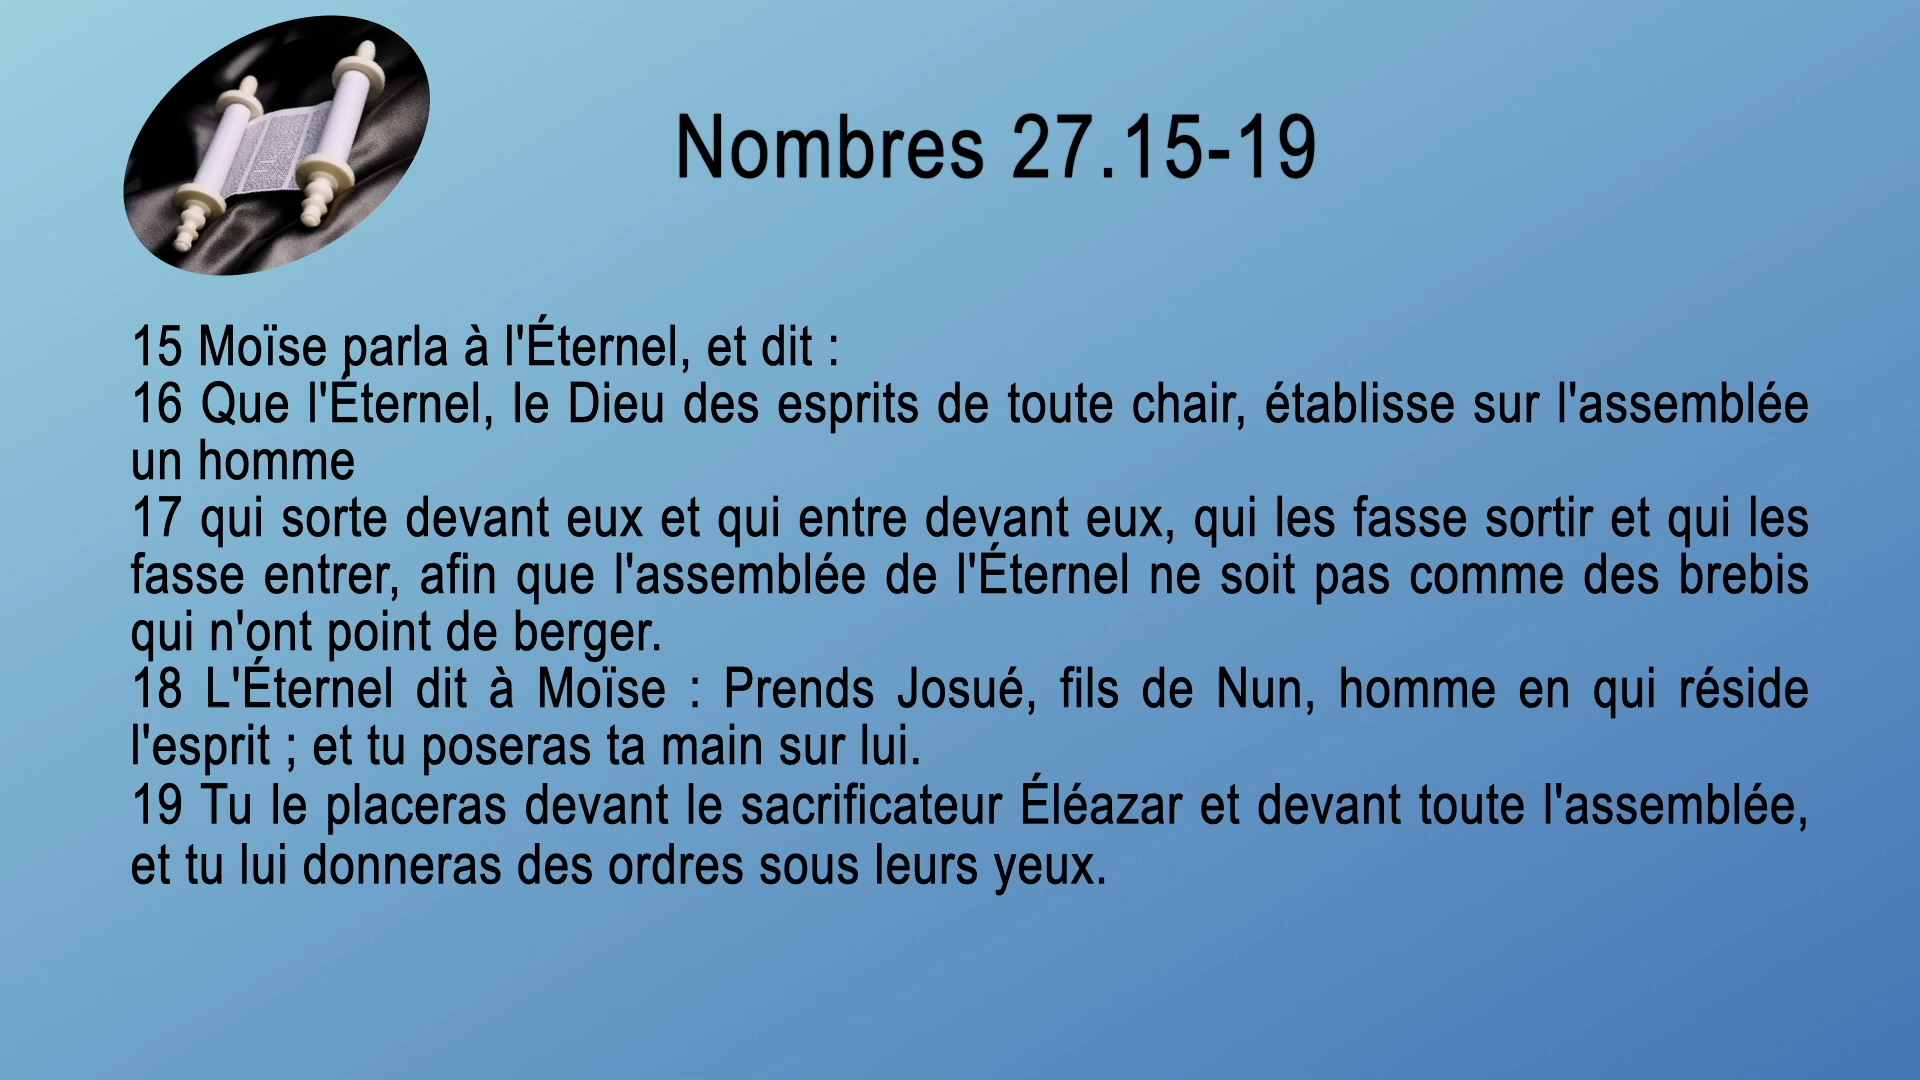 Nombres 27.15-19
15 Moïse parla à l'Éternel, et dit :
16 Que l'Éternel, le Dieu des esprits de toute chair, établisse sur l'assemblée
un homme
17 qui sorte devant eux et qui entre devant eux, qui les fasse sortir et qui les
fasse entrer, afin que l'assemblée de l'Éternel ne soit pas comme des brebis
qui n'ont point de berger.
18 L'Éternel dit à Moïse : Prends Josué, fils de Nun, homme en qui réside
l'esprit ; et tu poseras ta main sur lui.
19 Tu le placeras devant le sacrificateur Éléazar et devant toute l'assemblée,
et tu lui donneras des ordres sous leurs yeux.